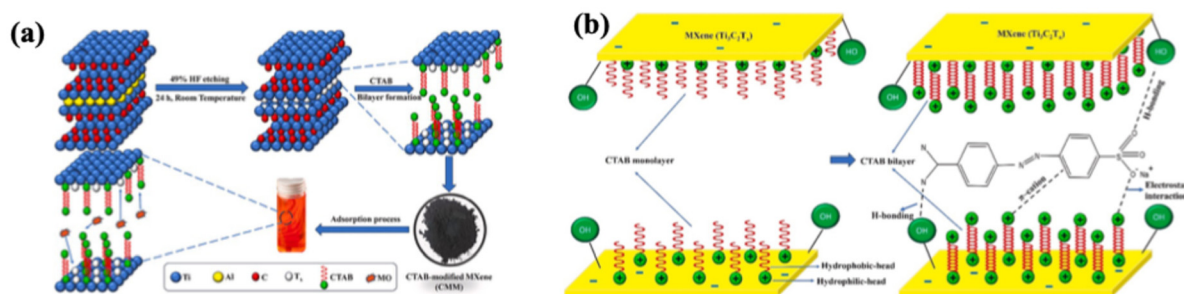 (a)
49% HF etching
24 h, Room Temperature
CTAB
Bilayer formation
Adsorption process
CTAB-modified MXene
(CMM)
Ti
Al
C
Tx
CTAB
MO
(b)
MXene (Ti3C2Tx)
HO
OH
CTAB monolayer
OH
OH
Hydrophobic-head
Hydrophilic-head
MXene (Ti3C2Tx)
HO
OH
H-bonding
CTAB bilayer
N
N
S
O
O
O
Na+
π-cation
Electrosta
interaction
H-bonding
OH
OH